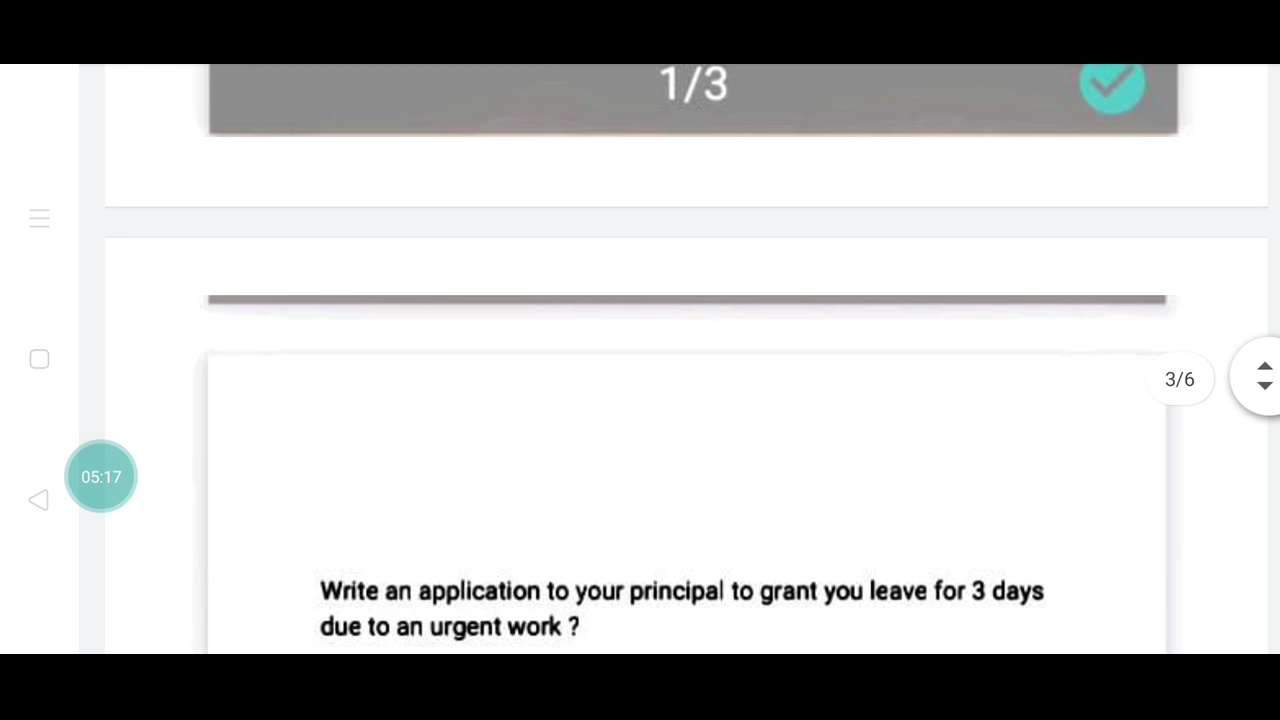 1/3
3/6
05:17
Write an application to your principal to grant you leave for 3 days
due to an urgent work ?